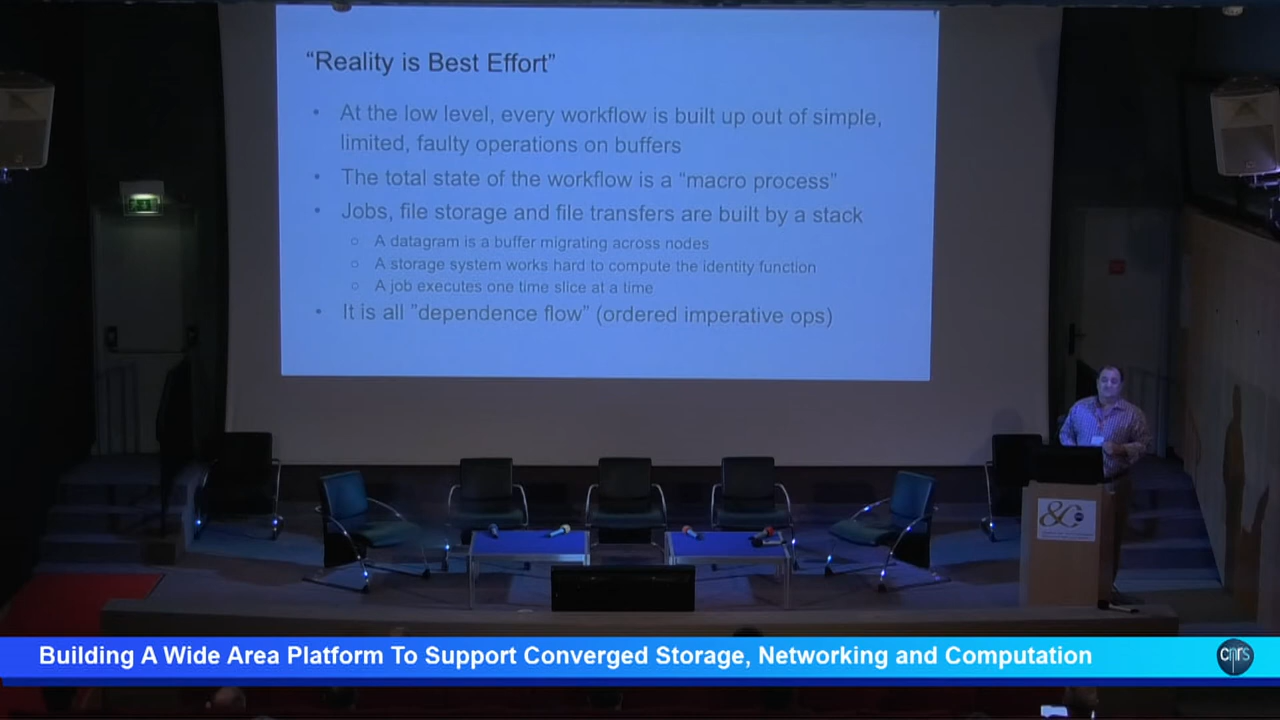 “Reality is Best Effort”
• At the low level, every workflow is built up out of simple,
limited, faulty operations on buffers
• The total state of the workflow is a “macro process”
• Jobs, file storage and file transfers are built by a stack
○ A datagram is a buffer migrating across nodes
○ A storage system works hard to compute the identity function
○ A job executes one time slice at a time
• It is all ”dependence flow” (ordered imperative ops)
&C
Building A Wide Area Platform To Support Converged Storage, Networking and Computation
cnrs